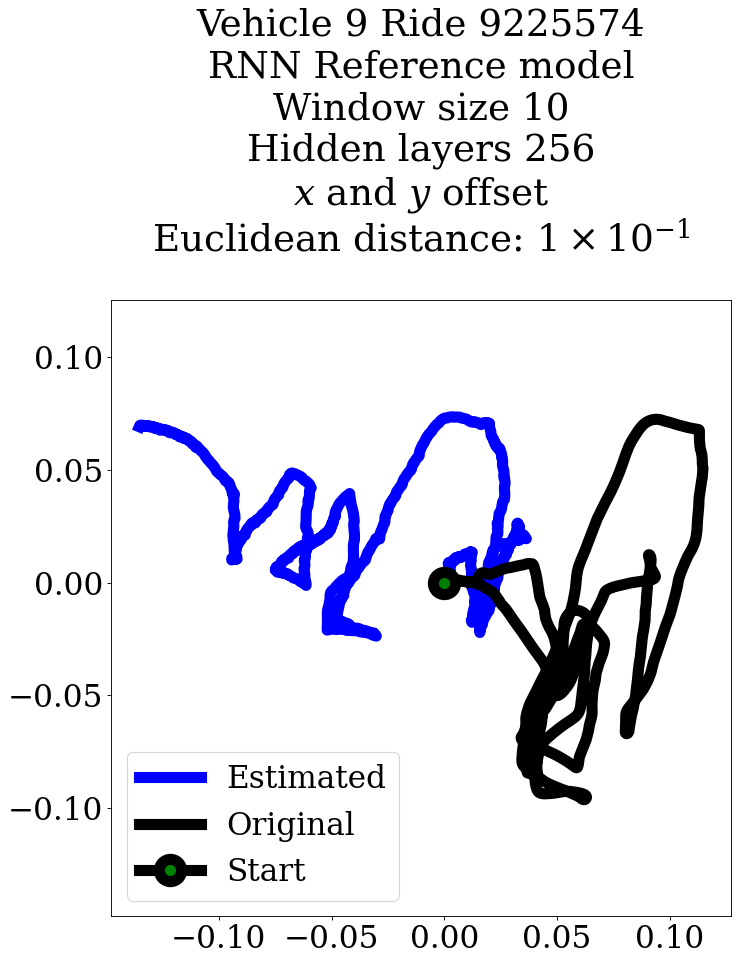 Vehicle 9 Ride 9225574
RNN Reference model
Window size 10
Hidden layers 256
x and y offset
Euclidean distance: 1 × 10⁻¹
0.10
0.05
0.00
−0.05
−0.10
Estimated
Original
Start
−0.10 −0.05 0.00 0.05 0.10